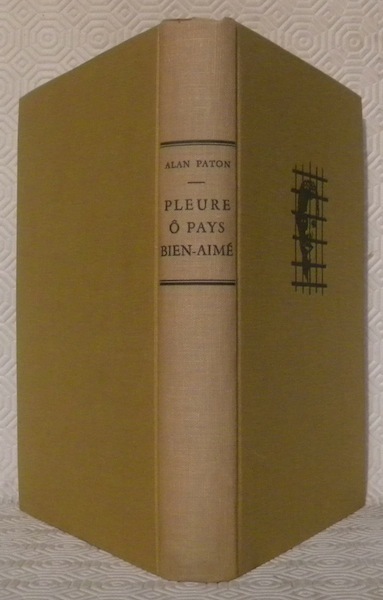 ALAN PATON
PLEURE
Ô PAYS
BIEN-AIMÉ